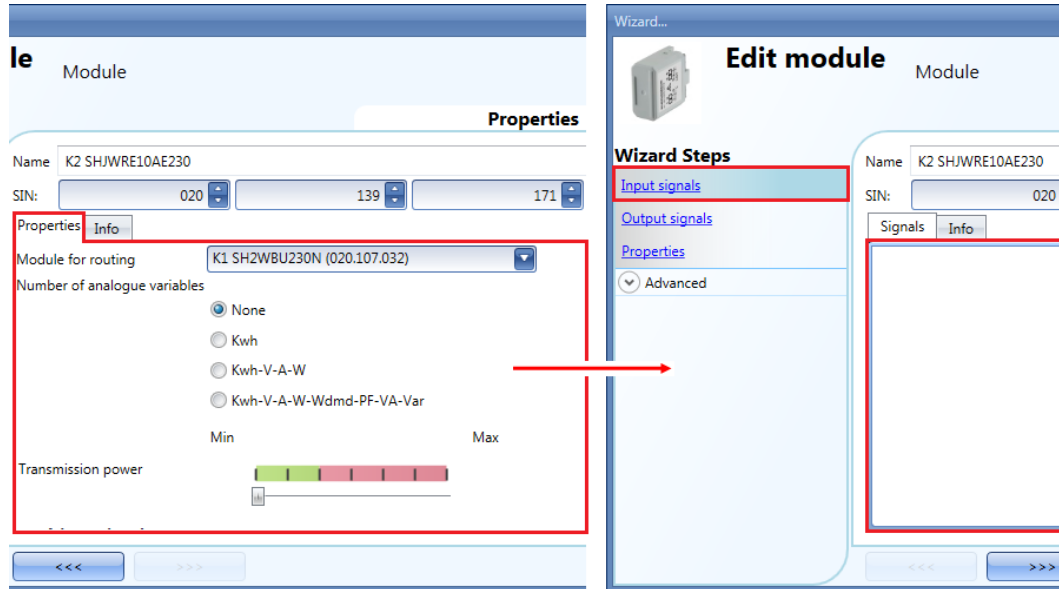 le
Module
Properties
Name K2 SHJWRE10AE230
SIN: 020 139 171
Properties Info
Module for routing K1 SH2WBU230N (020.107.032)
Number of analogue variables
None
Kwh
Kwh-V-A-W
Kwh-V-A-W-Wdmd-PF-VA-Var
Min Max
Transmission power
<<< >>>
Wizard...
Edit module
Module
Wizard Steps
Input signals
Output signals
Properties
Advanced
Name K2 SHJWRE10AE230
SIN: 020
Signals Info
<<< >>>